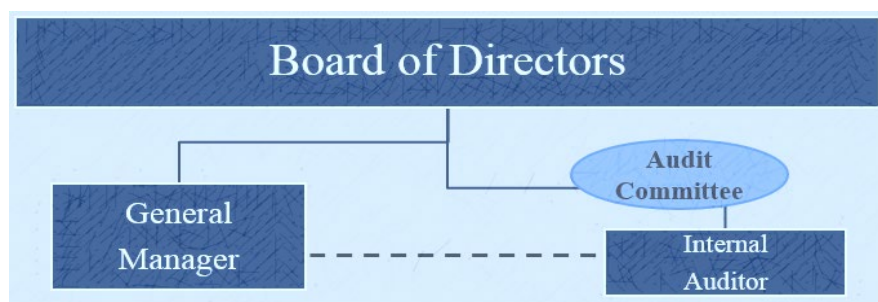 Board of Directors
Audit
Committee
General
Manager
Internal
Auditor